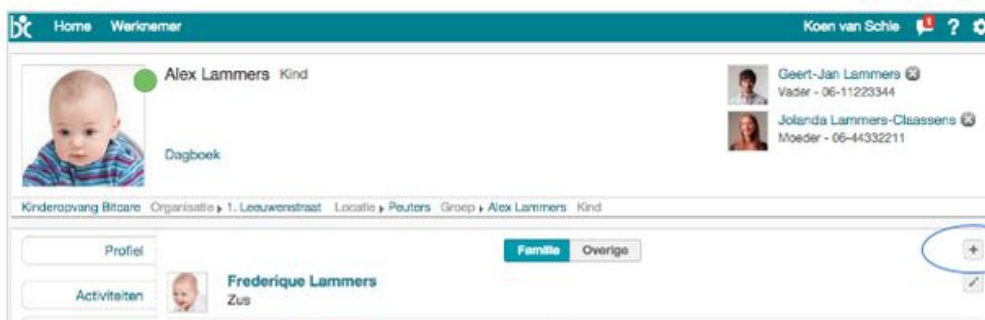 Home Werknemer Koen van Schie 1 ?
Alex Lammers Kind
Geert-Jan Lammers
Vader - 06-11223344
Jolanda Lammers-Claassens
Moeder - 06-44332211
Dagboek
Kinderopvang Bitcare Organisatie 1. Leeuwenstraat Locatie Peuters Groep Alex Lammers Kind
Profiel Familie Overige +
Frederique Lammers
Activiteiten
Zus